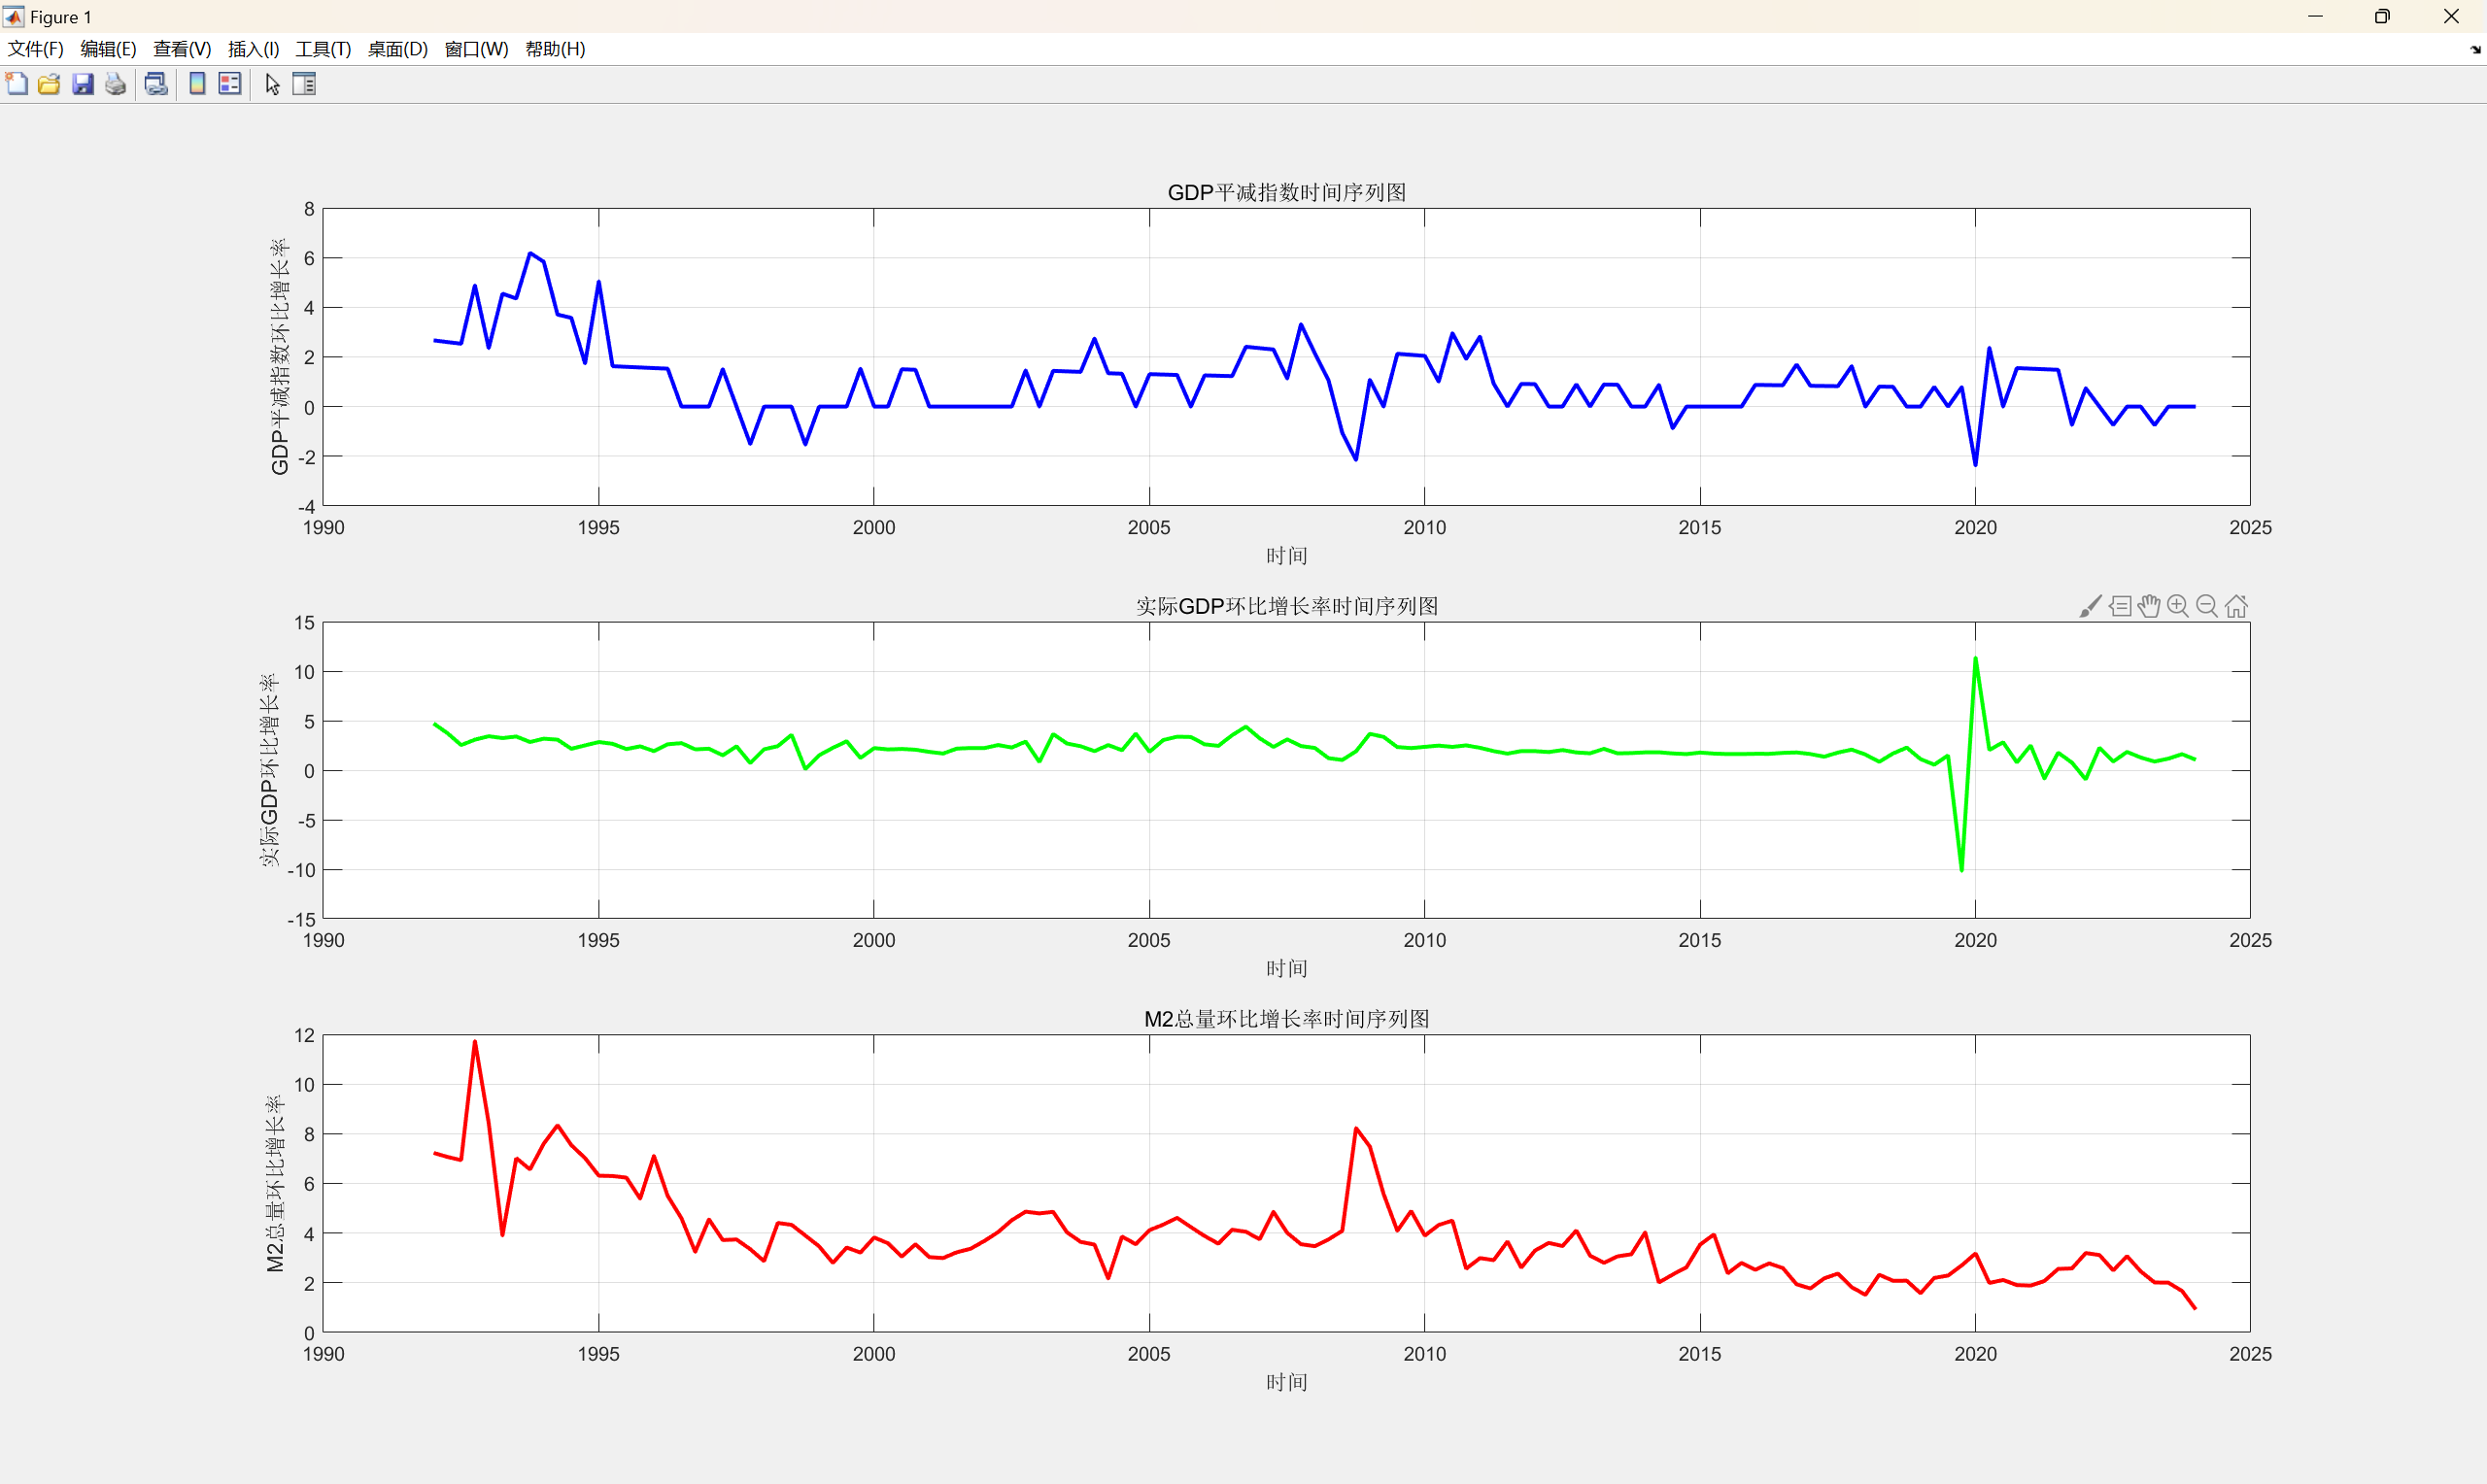 Figure 1
文件(F) 编辑(E) 查看(V) 插入(I) 工具(T) 桌面(D) 窗口(W) 帮助(H)
GDP平减指数时间序列图
GDP平减指数环比增长率
8
6
4
2
0
-2
-4
1990 1995 2000 2005 2010 2015 2020 2025
时间
实际GDP环比增长率时间序列图
实际GDP环比增长率
15
10
5
0
-5
-10
-15
1990 1995 2000 2005 2010 2015 2020 2025
时间
M2总量环比增长率时间序列图
M2总量环比增长率
12
10
8
6
4
2
0
1990 1995 2000 2005 2010 2015 2020 2025
时间